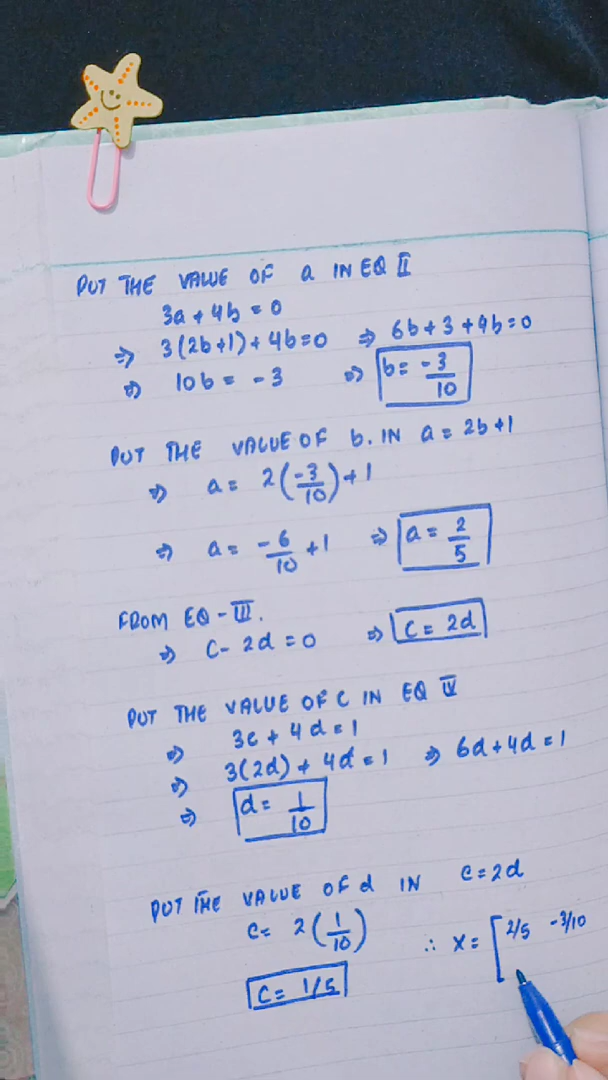 PUT THE VALUE OF a IN EQ II
3a + 4b = 0
⇒ 3(2b+1) + 4b = 0 ⇒ 6b + 3 + 4b = 0
⇒ 10b = -3 ⇒ b = -3/10
PUT THE VALUE OF b. IN a = 2b+1
⇒ a = 2(-3/10) + 1
⇒ a = -6/10 + 1 ⇒ a = 2/5
FROM EQ-III.
⇒ C - 2d = 0 ⇒ C = 2d
PUT THE VALUE OF C IN EQ IV
⇒ 3c + 4d = 1
⇒ 3(2d) + 4d = 1 ⇒ 6d + 4d = 1
⇒ d = 1/10
PUT THE VALUE OF d IN C = 2d
C = 2(1/10)
C = 1/5
∴ X = [ 2/5 -3/10